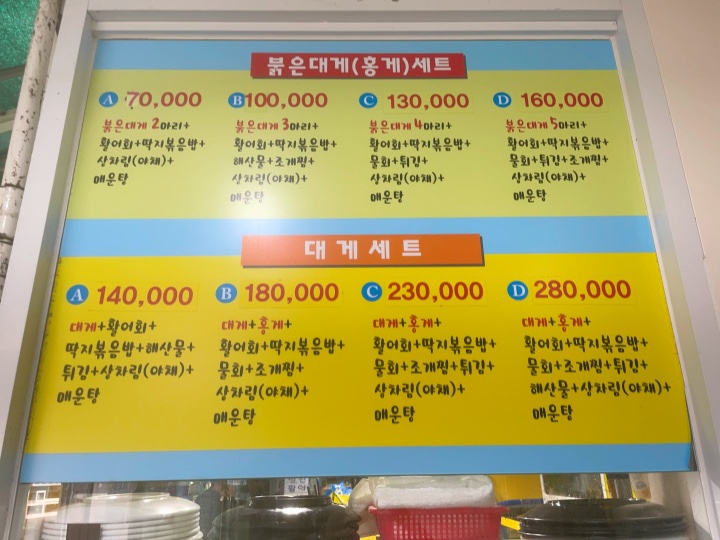 붉은대게(홍게)세트
A 70,000
붉은대게 2마리+
활어회+딱지볶음밥+
상차림(야채)+
매운탕
B 100,000
붉은대게 3마리+
활어회+딱지볶음밥+
해산물+조개찜+
상차림(야채)+
매운탕
C 130,000
붉은대게 4마리+
활어회+딱지볶음밥+
물회+튀김+
상차림(야채)+
매운탕
D 160,000
붉은대게 5마리+
활어회+딱지볶음밥+
물회+튀김+조개찜+
상차림(야채)+
매운탕
대게세트
A 140,000
대게+활어회+
딱지볶음밥+해산물+
튀김+상차림(야채)+
매운탕
B 180,000
대게+홍게+
활어회+딱지볶음밥+
물회+조개찜+
상차림(야채)+
매운탕
C 230,000
대게+홍게+
활어회+딱지볶음밥+
물회+조개찜+튀김+
상차림(야채)+
매운탕
D 280,000
대게+홍게+
활어회+딱지볶음밥+
물회+조개찜+튀김+
해산물+상차림(야채)+
매운탕